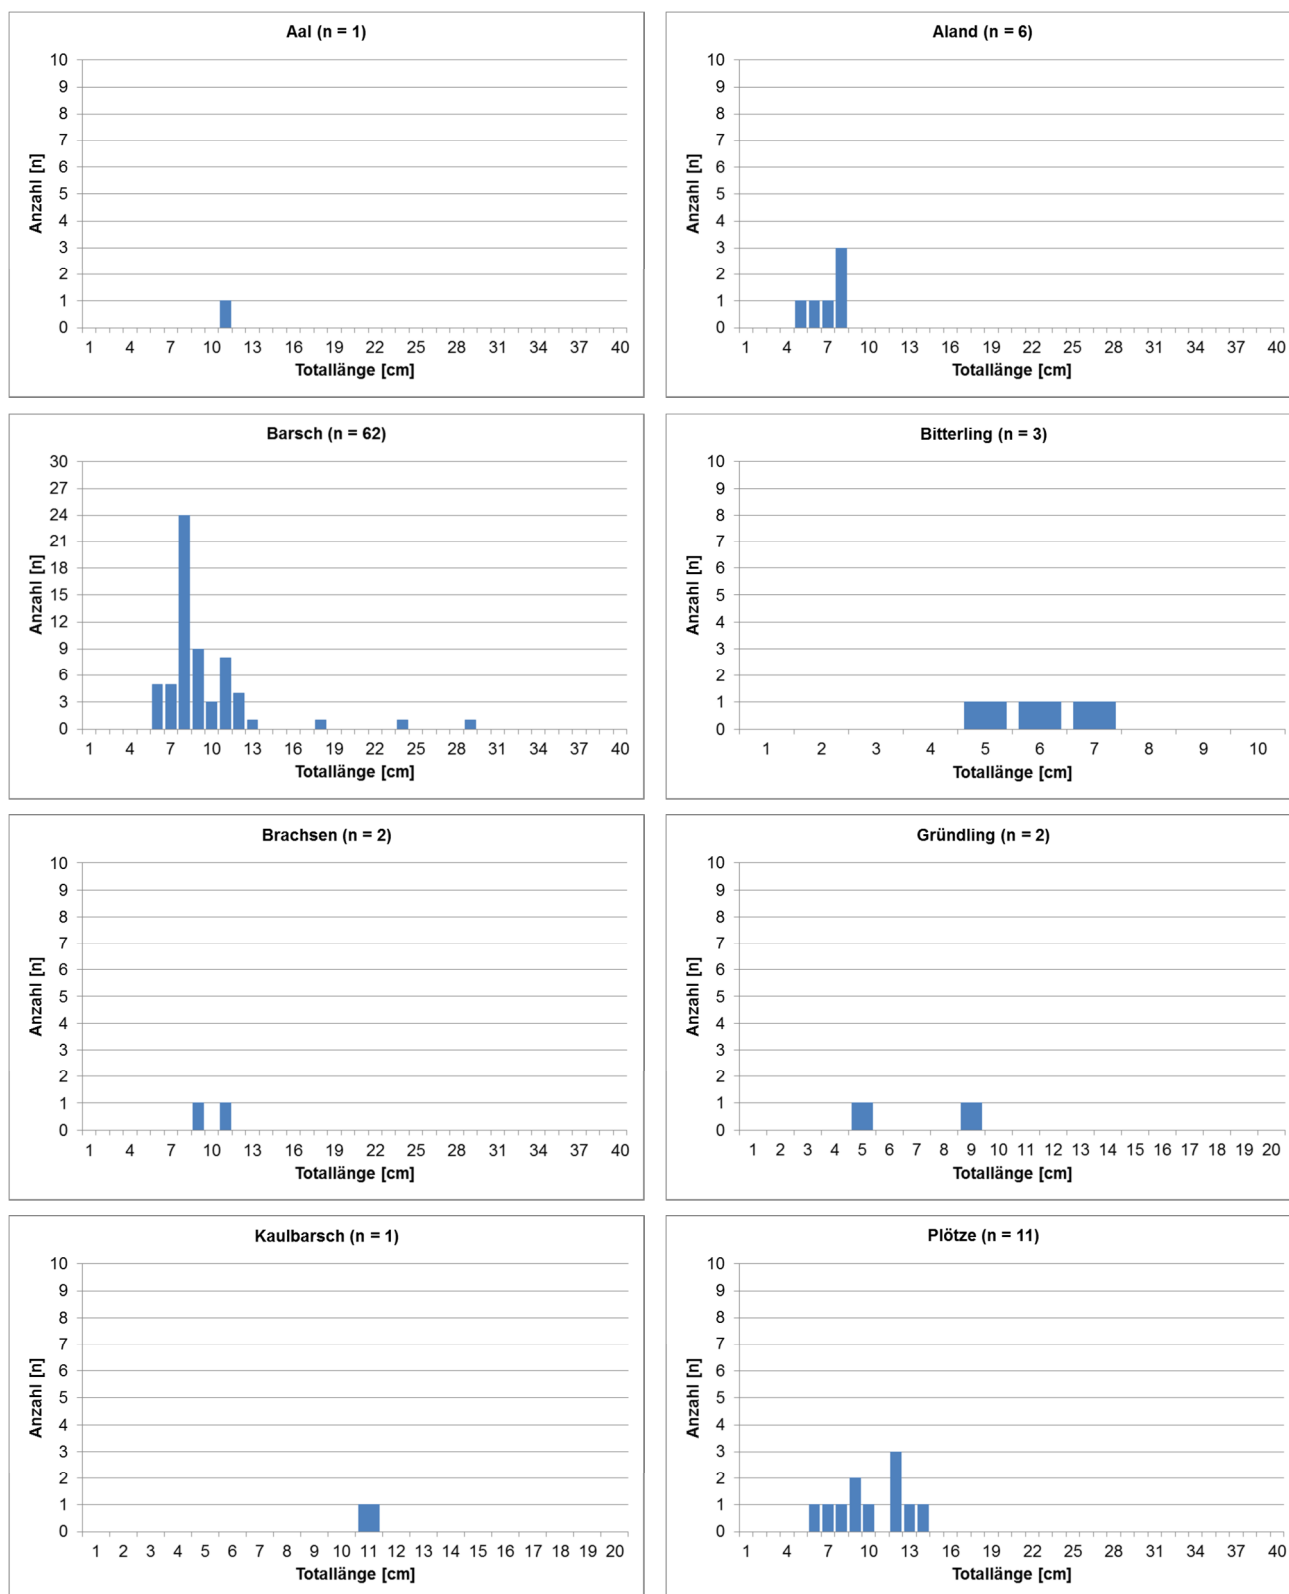 Aal (n = 1)
10
9
8
7
6
5
4
3
2
1
0
Anzahl [n]
1 4 7 10 13 16 19 22 25 28 31 34 37 40
Totallänge [cm]
Aland (n = 6)
10
9
8
7
6
5
4
3
2
1
0
Anzahl [n]
1 4 7 10 13 16 19 22 25 28 31 34 37 40
Totallänge [cm]
Barsch (n = 62)
30
27
24
21
18
15
12
9
6
3
0
Anzahl [n]
1 4 7 10 13 16 19 22 25 28 31 34 37 40
Totallänge [cm]
Bitterling (n = 3)
10
9
8
7
6
5
4
3
2
1
0
Anzahl [n]
1 2 3 4 5 6 7 8 9 10
Totallänge [cm]
Brachsen (n = 2)
10
9
8
7
6
5
4
3
2
1
0
Anzahl [n]
1 4 7 10 13 16 19 22 25 28 31 34 37 40
Totallänge [cm]
Gründling (n = 2)
10
9
8
7
6
5
4
3
2
1
0
Anzahl [n]
1 2 3 4 5 6 7 8 9 10 11 12 13 14 15 16 17 18 19 20
Totallänge [cm]
Kaulbarsch (n = 1)
10
9
8
7
6
5
4
3
2
1
0
Anzahl [n]
1 2 3 4 5 6 7 8 9 10 11 12 13 14 15 16 17 18 19 20
Totallänge [cm]
Plötze (n = 11)
10
9
8
7
6
5
4
3
2
1
0
Anzahl [n]
1 4 7 10 13 16 19 22 25 28 31 34 37 40
Totallänge [cm]